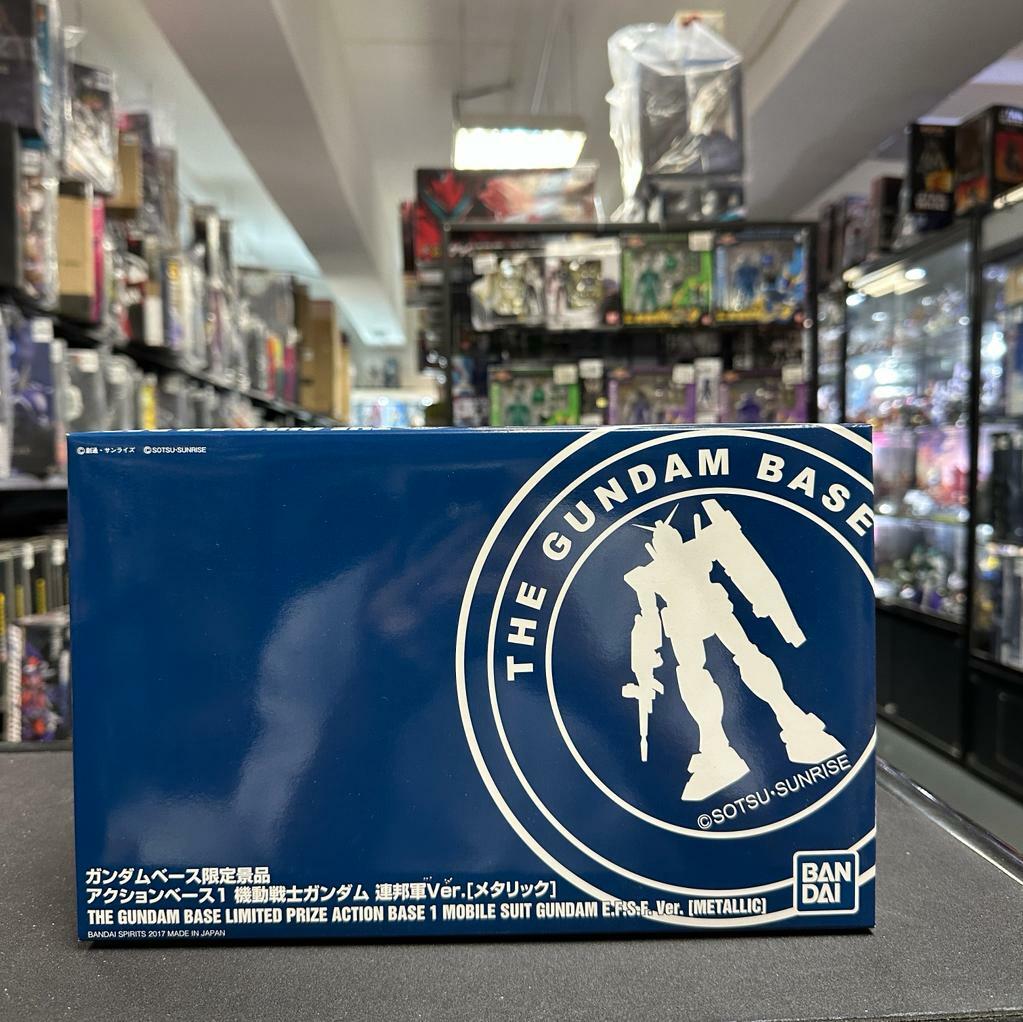 ©創通・サンライズ ©SOTSU・SUNRISE
THE GUNDAM BASE
©SOTSU・SUNRISE
ガンダムベース限定景品
アクションベース1 機動戦士ガンダム 連邦軍Ver.[メタリック]
THE GUNDAM BASE LIMITED PRIZE ACTION BASE 1 MOBILE SUIT GUNDAM E.F.S.F. Ver. [METALLIC]
BANDAI SPIRITS 2017 MADE IN JAPAN
BAN
DAI